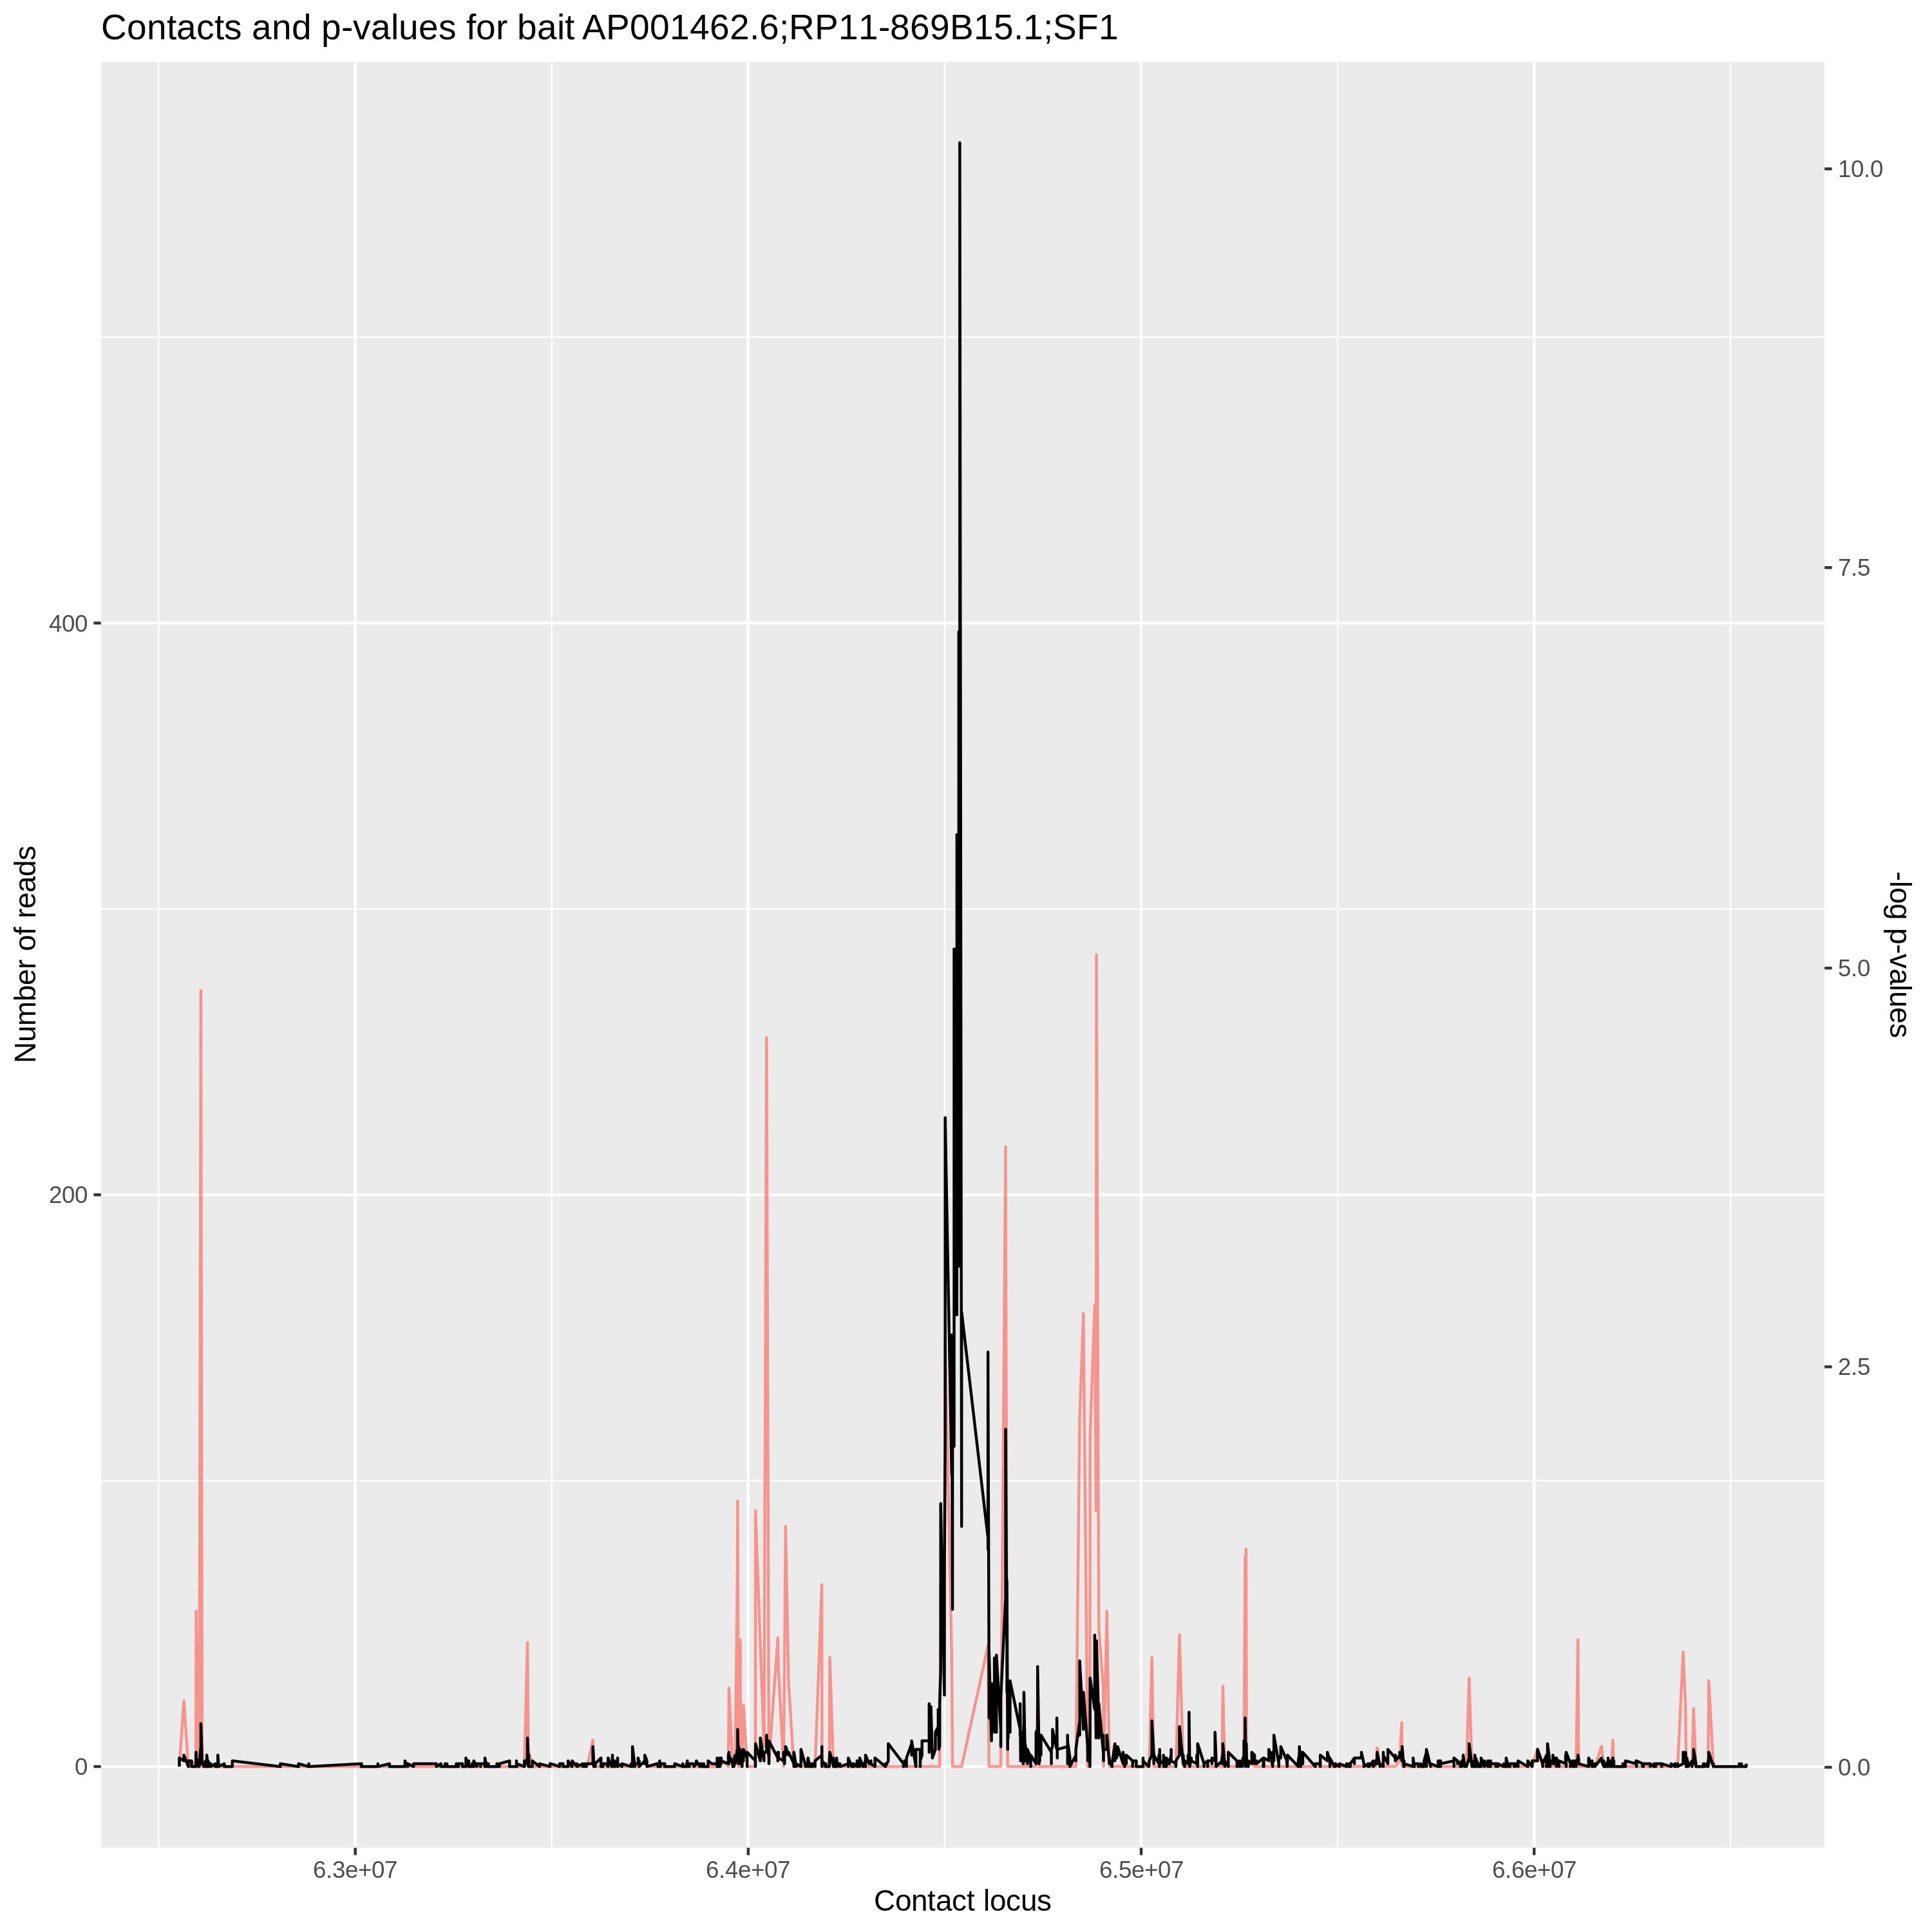 Contacts and p-values for bait AP001462.6;RP11-869B15.1;SF1
Number of reads
400
200
0
10.0
7.5
5.0
2.5
0.0
-log p-values
6.3e+07
6.4e+07
6.5e+07
6.6e+07
Contact locus